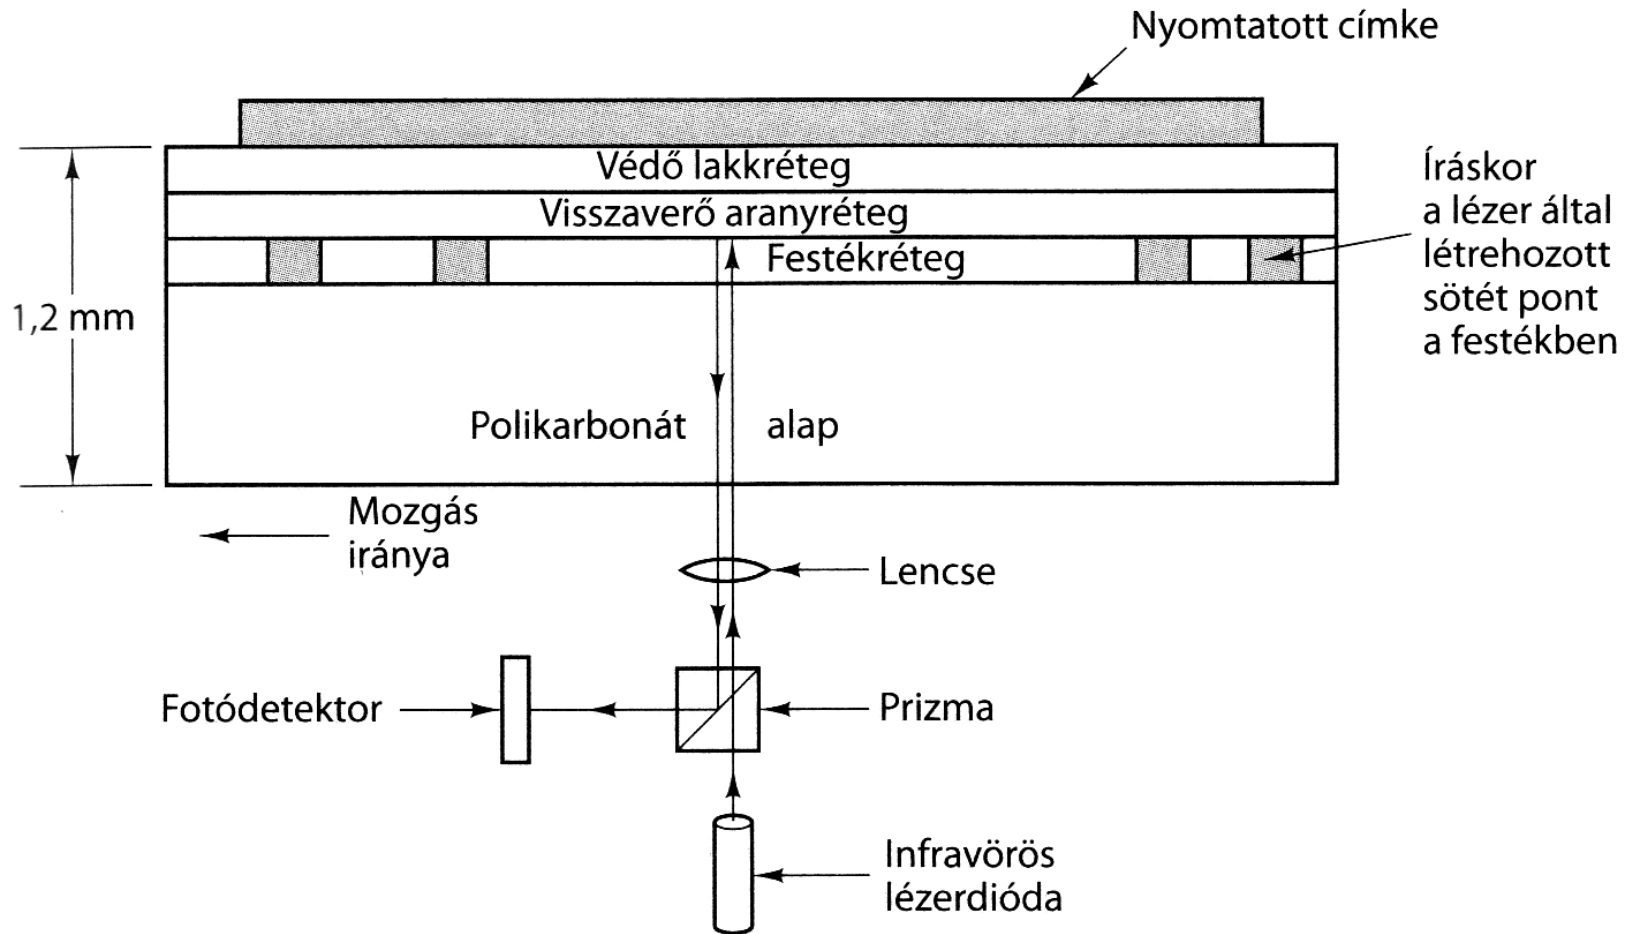 Nyomtatott címke
Védő lakkréteg
Visszaverő aranyréteg
Festékréteg
Íráskor
a lézer által
létrehozott
sötét pont
a festékben
1,2 mm
Polikarbonát alap
Mozgás
iránya
Lencse
Fotódetektor
Prizma
Infravörös
lézerdióda